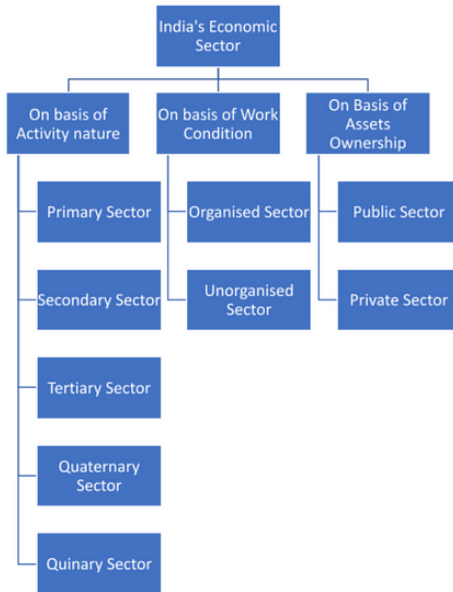 India's Economic
Sector
On basis of
Activity nature
On basis of Work
Condition
On Basis of
Assets
Ownership
Primary Sector
Organised Sector
Public Sector
Secondary Sector
Unorganised
Sector
Private Sector
Tertiary Sector
Quaternary
Sector
Quinary Sector